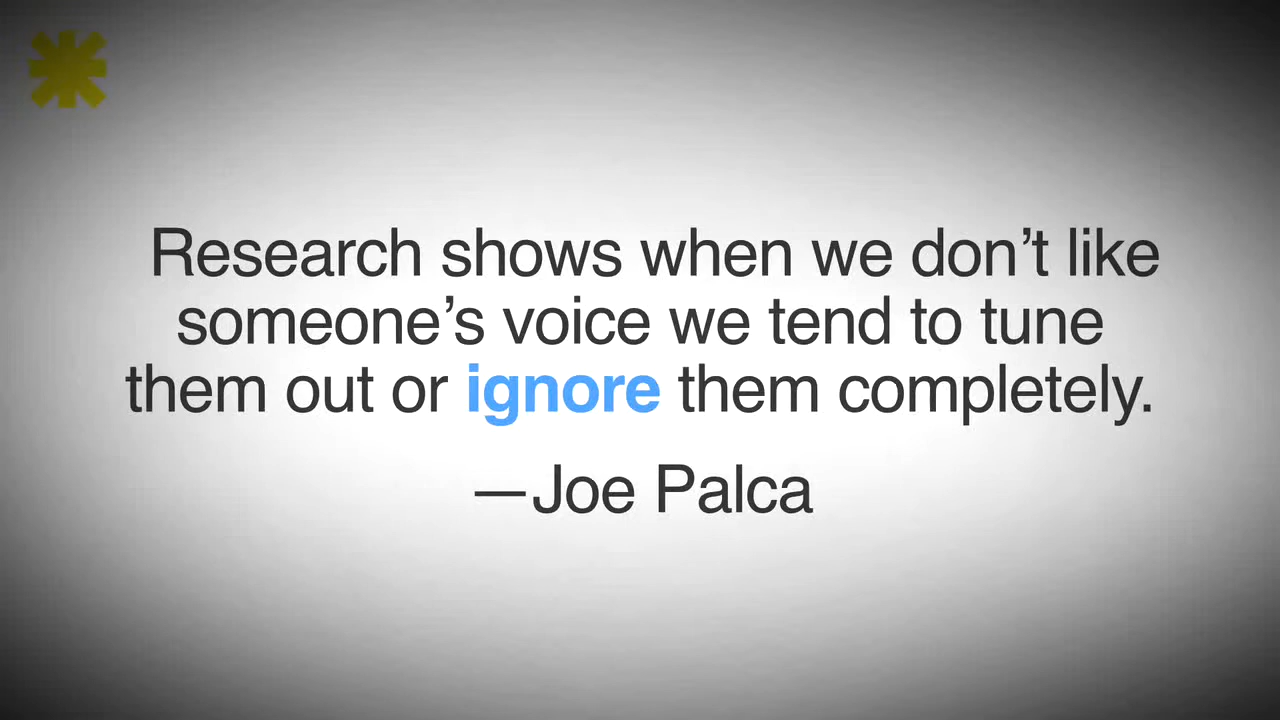 Research shows when we don’t like
someone’s voice we tend to tune
them out or ignore them completely.
—Joe Palca